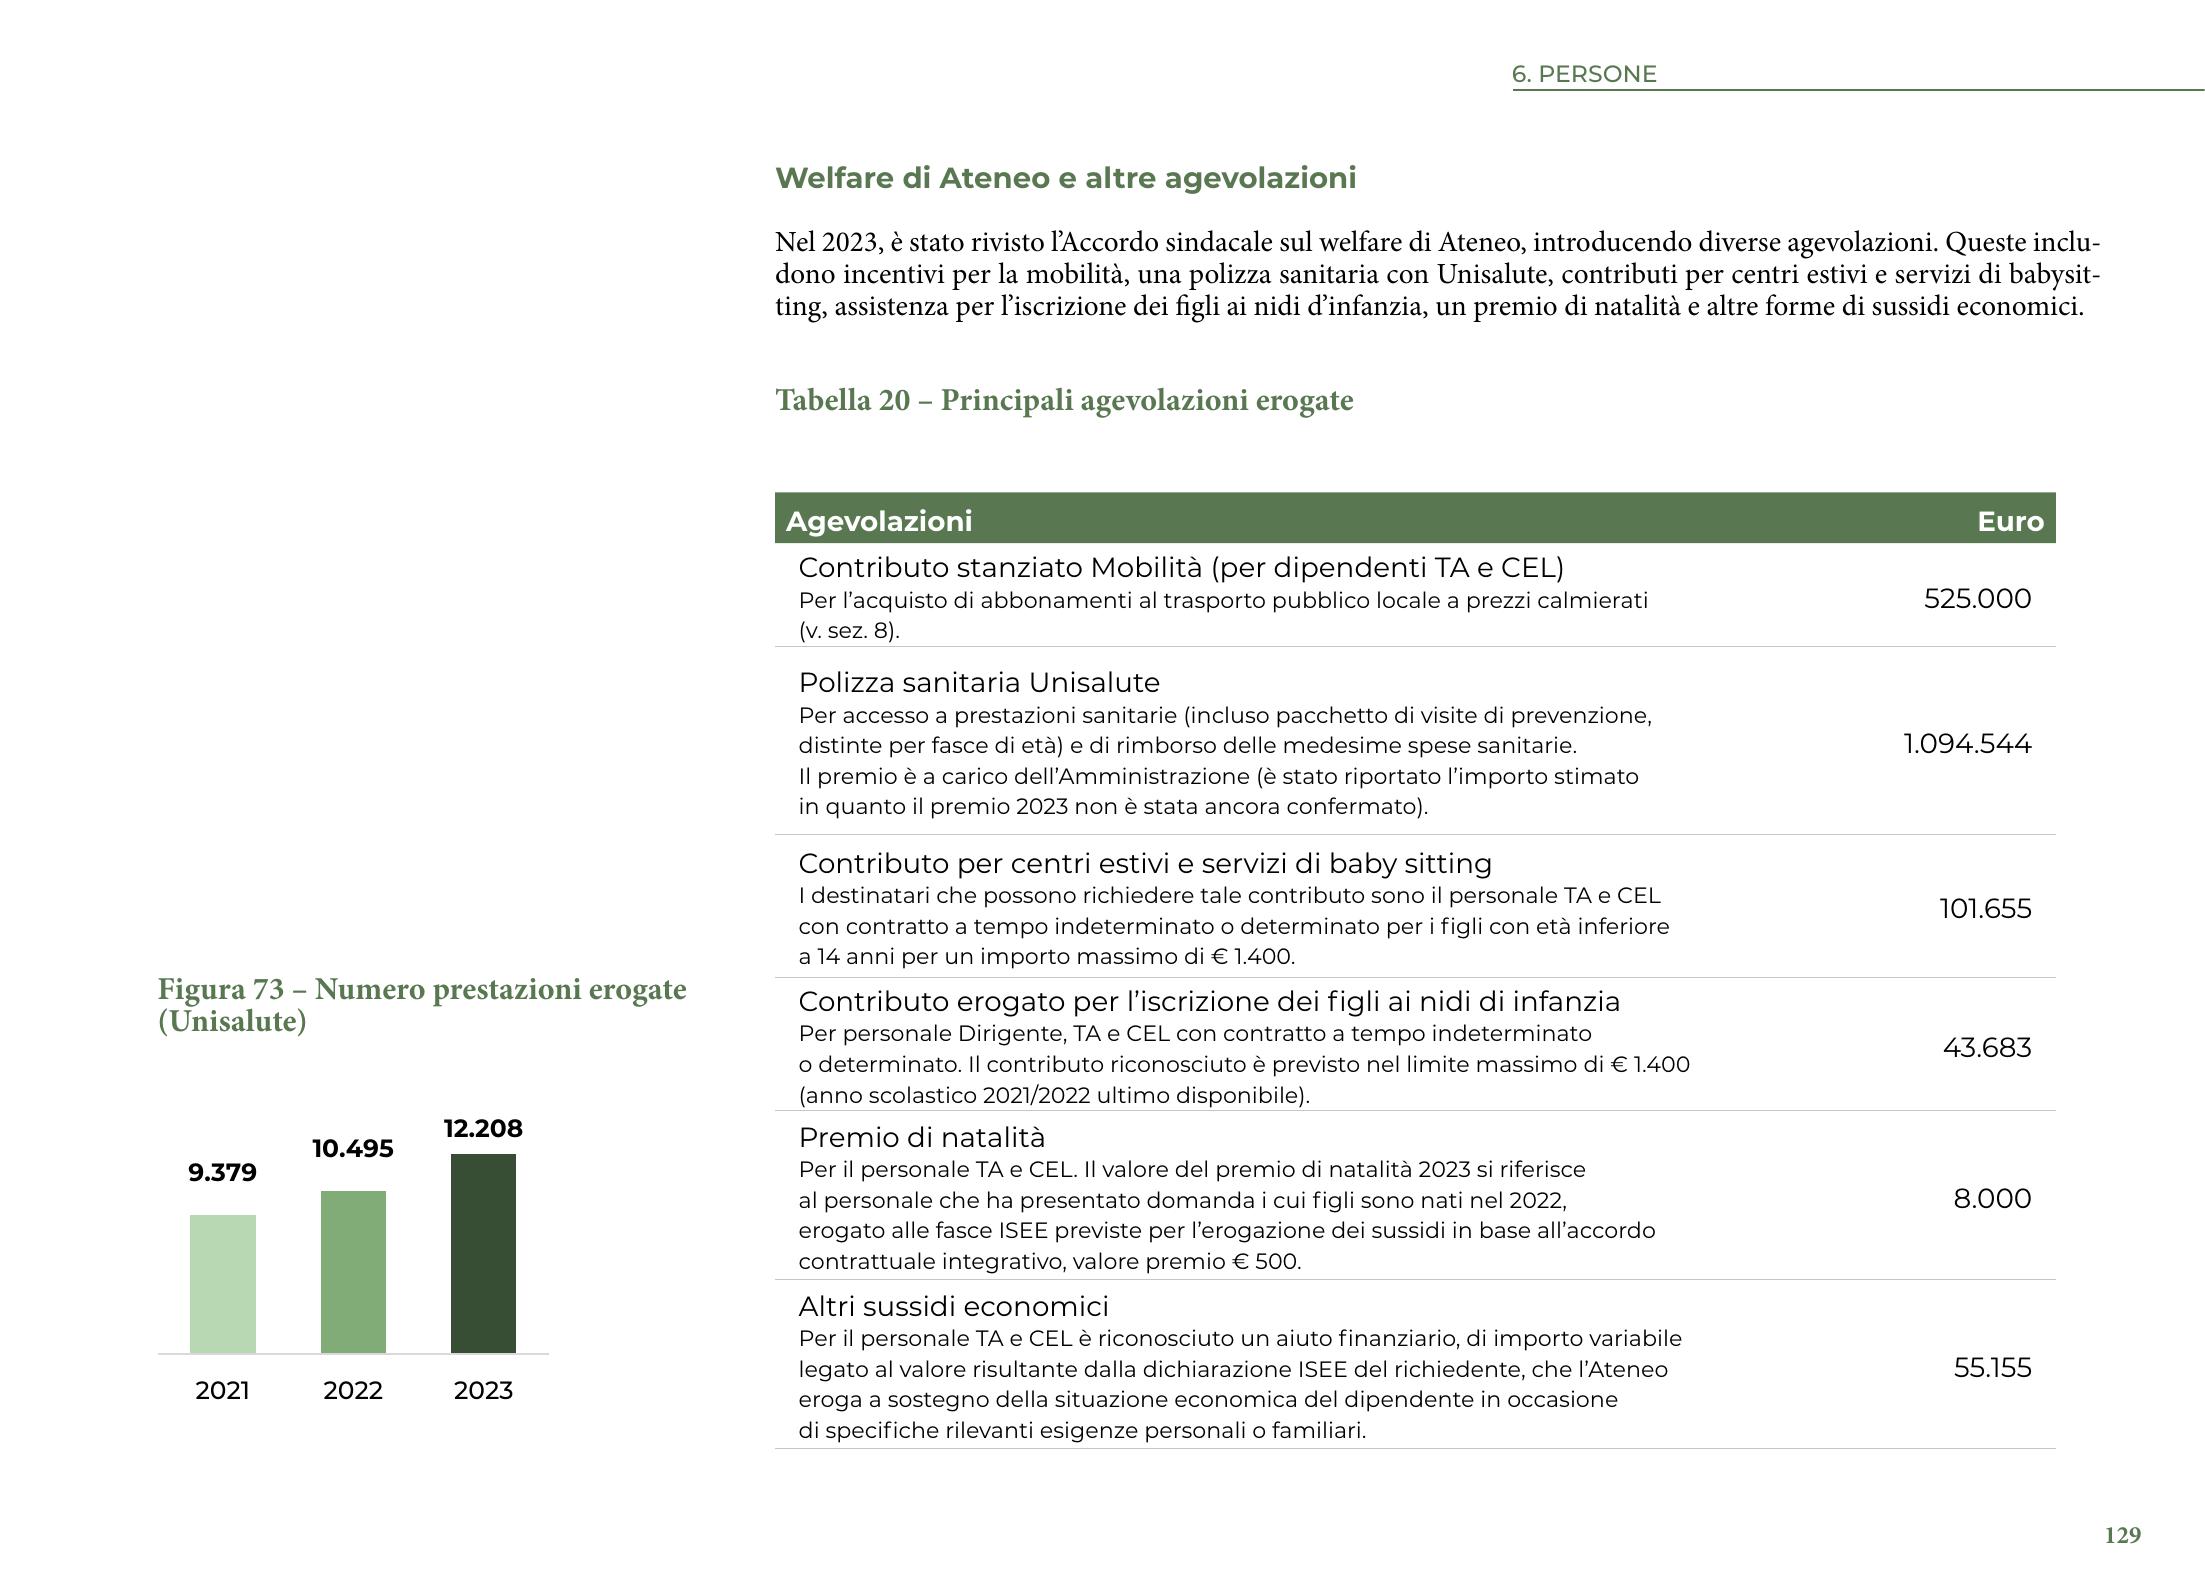 6. PERSONE
Welfare di Ateneo e altre agevolazioni
Nel 2023, è stato rivisto l’Accordo sindacale sul welfare di Ateneo, introducendo diverse agevolazioni. Queste inclu-
dono incentivi per la mobilità, una polizza sanitaria con Unisalute, contributi per centri estivi e servizi di babysit-
ting, assistenza per l’iscrizione dei figli ai nidi d’infanzia, un premio di natalità e altre forme di sussidi economici.
Tabella 20 – Principali agevolazioni erogate
Agevolazioni Euro
Contributo stanziato Mobilità (per dipendenti TA e CEL)
Per l’acquisto di abbonamenti al trasporto pubblico locale a prezzi calmierati
(v. sez. 8).
525.000
Polizza sanitaria Unisalute
Per accesso a prestazioni sanitarie (incluso pacchetto di visite di prevenzione,
distinte per fasce di età) e di rimborso delle medesime spese sanitarie.
Il premio è a carico dell’Amministrazione (è stato riportato l’importo stimato
in quanto il premio 2023 non è stata ancora confermato).
1.094.544
Contributo per centri estivi e servizi di baby sitting
I destinatari che possono richiedere tale contributo sono il personale TA e CEL
con contratto a tempo indeterminato o determinato per i figli con età inferiore
a 14 anni per un importo massimo di € 1.400.
101.655
Contributo erogato per l’iscrizione dei figli ai nidi di infanzia
Per personale Dirigente, TA e CEL con contratto a tempo indeterminato
o determinato. Il contributo riconosciuto è previsto nel limite massimo di € 1.400
(anno scolastico 2021/2022 ultimo disponibile).
43.683
Premio di natalità
Per il personale TA e CEL. Il valore del premio di natalità 2023 si riferisce
al personale che ha presentato domanda i cui figli sono nati nel 2022,
erogato alle fasce ISEE previste per l’erogazione dei sussidi in base all’accordo
contrattuale integrativo, valore premio € 500.
8.000
Altri sussidi economici
Per il personale TA e CEL è riconosciuto un aiuto finanziario, di importo variabile
legato al valore risultante dalla dichiarazione ISEE del richiedente, che l’Ateneo
eroga a sostegno della situazione economica del dipendente in occasione
di specifiche rilevanti esigenze personali o familiari.
55.155
Figura 73 – Numero prestazioni erogate
(Unisalute)
9.379
10.495
12.208
2021 2022 2023
129